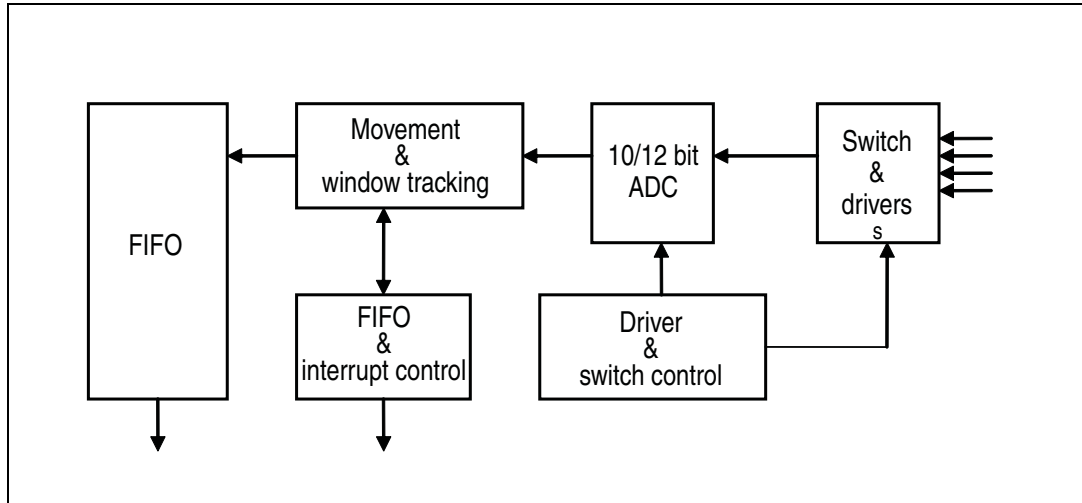 FIFO
Movement
&
window tracking
10/12 bit
ADC
Switch
&
drivers
s
FIFO
&
interrupt control
Driver
&
switch control